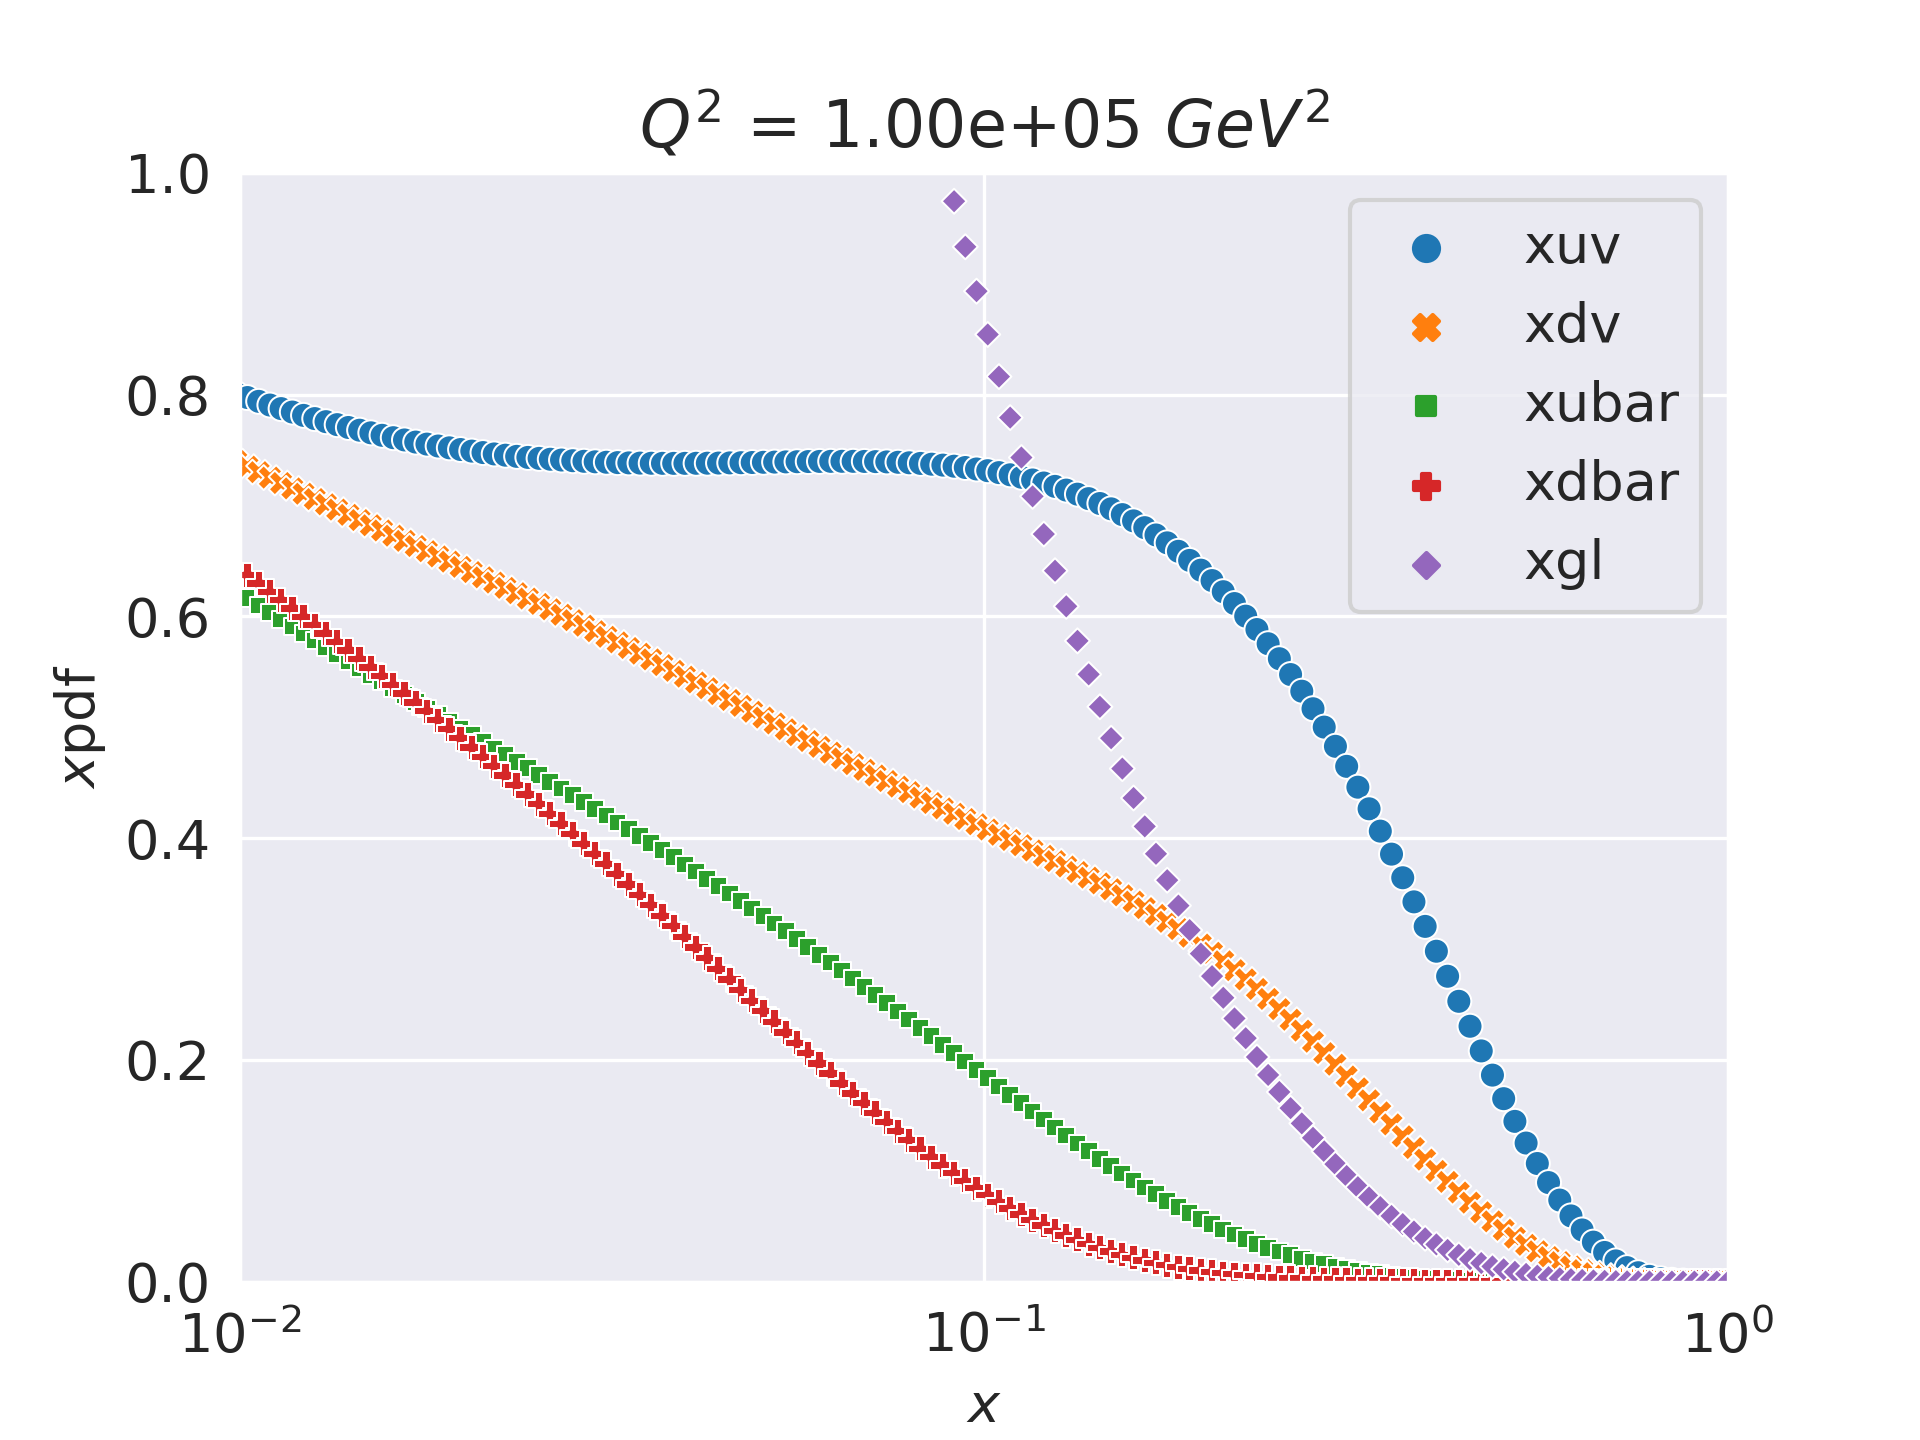 Q² = 1.00e+05 GeV²
1.0
0.8
0.6
0.4
0.2
0.0
xpdf
10⁻²
10⁻¹
10⁰
x
xuv
xdv
xubar
xdbar
xgl